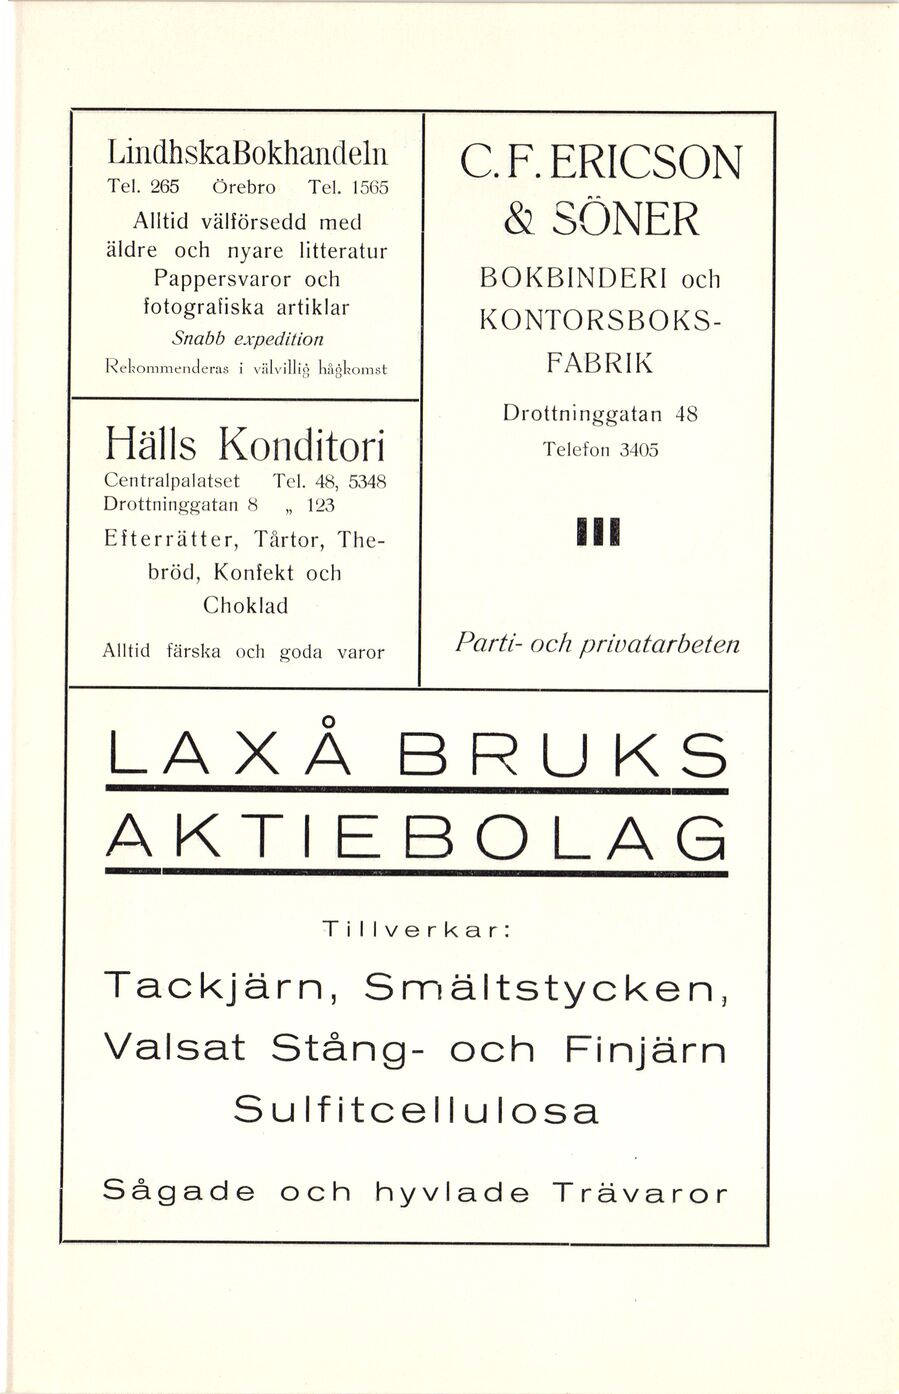 LindhskaBokhandeln
Tel. 265 Örebro Tel. 1565
Alltid välförsedd med
äldre och nyare litteratur
Pappersvaror och
fotografiska artiklar
Snabb expedition
Rekommenderas i välvillig hågkomst
Hälls Konditori
Centralpalatset Tel. 48, 5348
Drottninggatan 8 „ 123
Efterrätter, Tårtor, The-
bröd, Konfekt och
Choklad
Alltid färska och goda varor
C. F. ERICSON
& SÖNER
BOKBINDERI och
KONTORSBOKS-
FABRIK
Drottninggatan 48
Telefon 3405
Parti- och privatarbeten
LAXÅ BRUKS
AKTIEBOLAG
Tillverkar:
Tackjärn, Smältstycken,
Valsat Stång- och Finjärn
Sulfitcellulosa
Sågade och hyvlade Trävaror